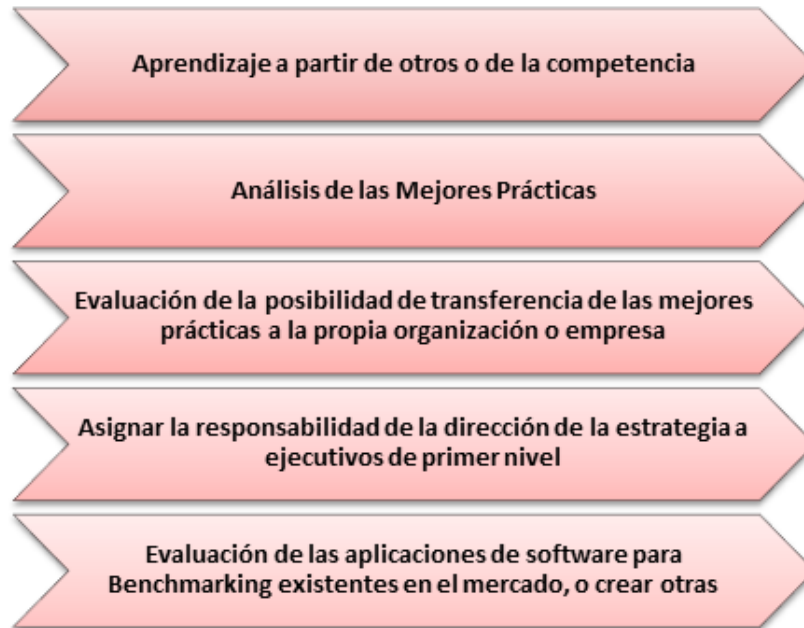 Aprendizaje a partir de otros o de la competencia
Análisis de las Mejores Prácticas
Evaluación de la posibilidad de transferencia de las mejores
prácticas a la propia organización o empresa
Asignar la responsabilidad de la dirección de la estrategia a
ejecutivos de primer nivel
Evaluación de las aplicaciones de software para
Benchmarking existentes en el mercado, o crear otras